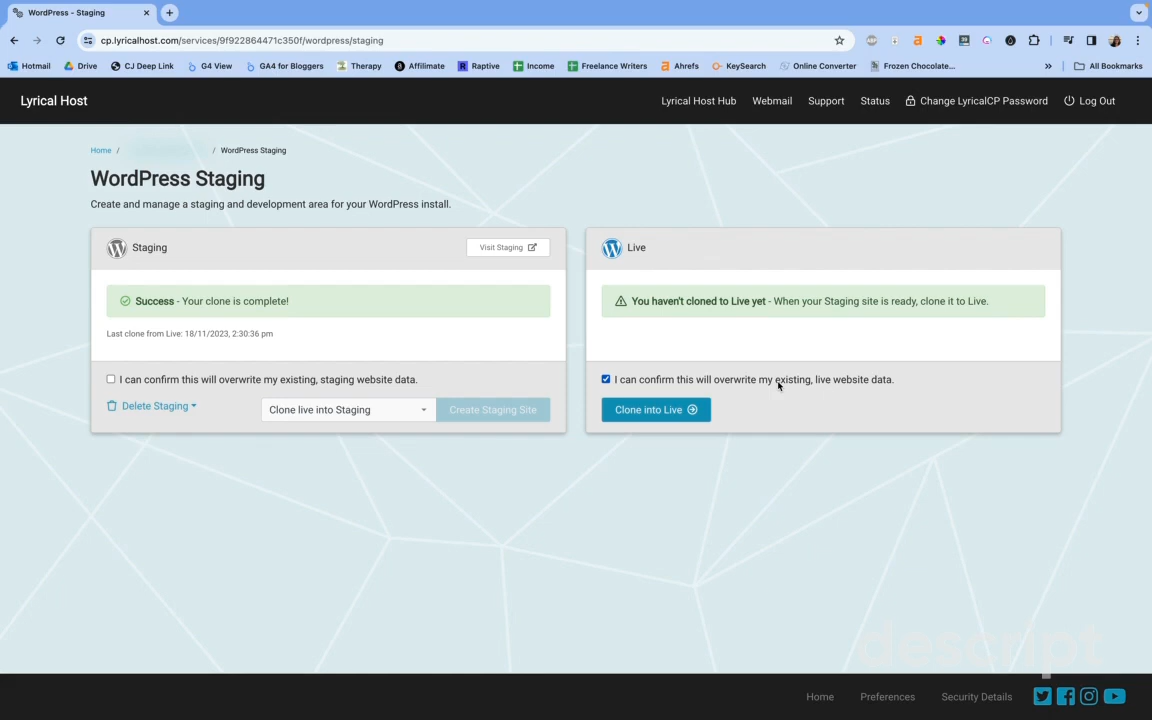 WordPress - Staging
cp.lyricalhost.com/services/9f922864471c350f/wordpress/staging
Hotmail
Drive
CJ Deep Link
G4 View
GA4 for Bloggers
Therapy
Affilimate
Raptive
Income
Freelance Writers
Ahrefs
KeySearch
Online Converter
Frozen Chocolate...
All Bookmarks
Lyrical Host
Lyrical Host Hub
Webmail
Support
Status
Change LyricalCP Password
Log Out
Home / / WordPress Staging
WordPress Staging
Create and manage a staging and development area for your WordPress install.
Staging
Visit Staging
Success - Your clone is complete!
Last clone from Live: 18/11/2023, 2:30:36 pm
I can confirm this will overwrite my existing, staging website data.
Delete Staging
Clone live into Staging
Create Staging Site
Live
You haven't cloned to Live yet - When your Staging site is ready, clone it to Live.
I can confirm this will overwrite my existing, live website data.
Clone into Live
descript
Home
Preferences
Security Details